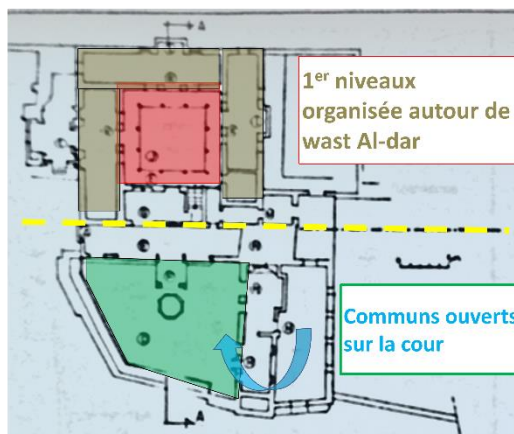 A
1er niveaux
organisée autour de
wast Al-dar
Communs ouverts
sur la cour
A